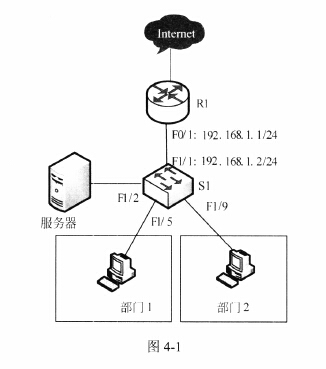 Internet
R1
F0/1: 192.168.1.1/24
F1/1: 192.168.1.2/24
S1
F1/2
F1/5
F1/9
服务器
部门 1
部门 2
图 4-1